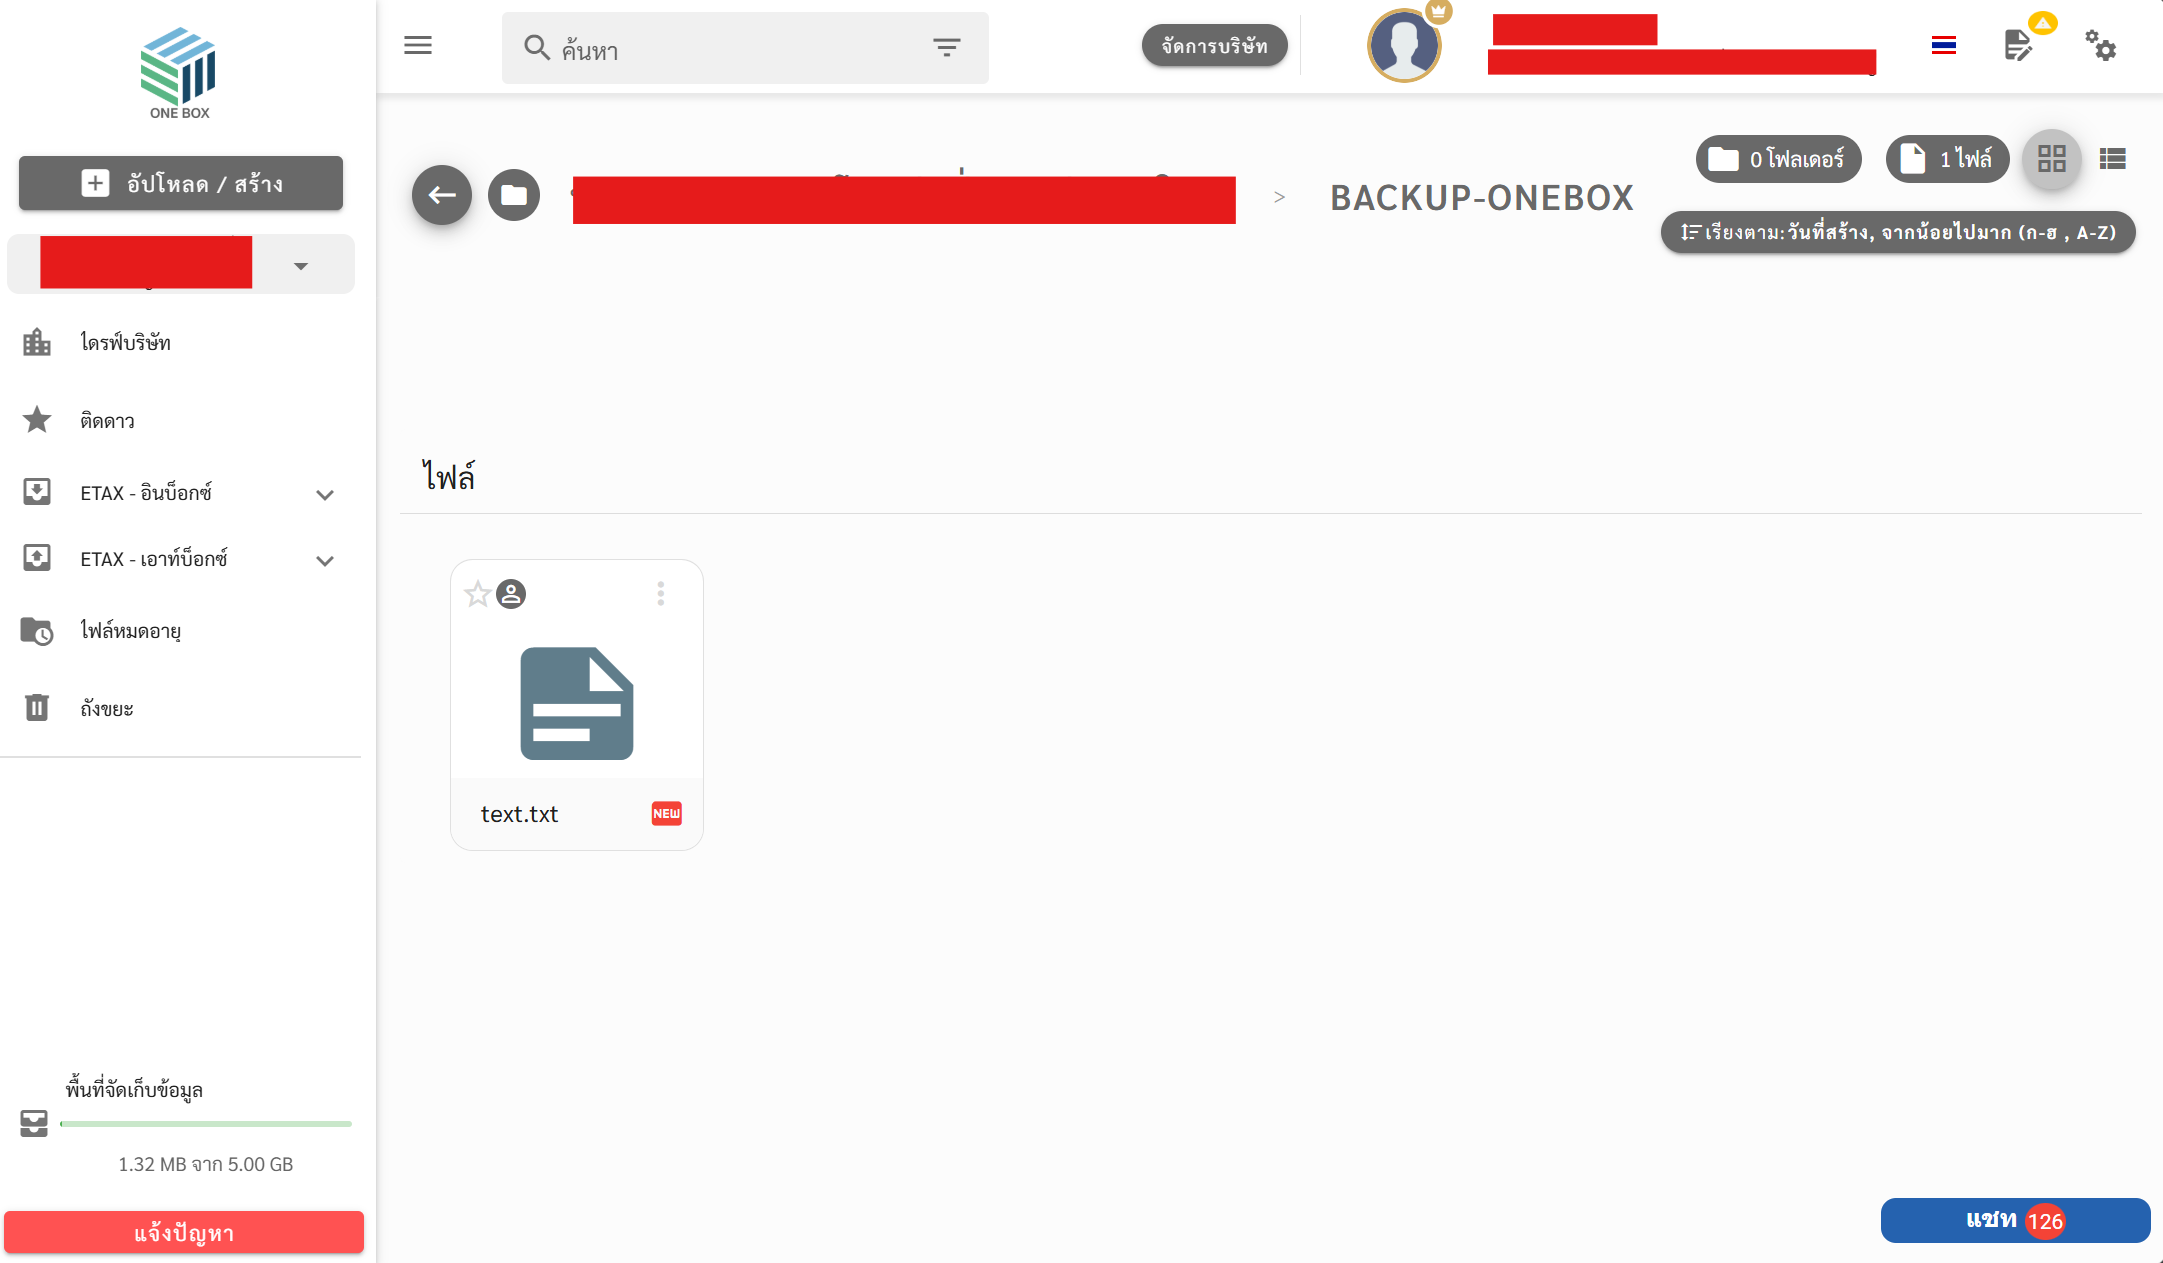 ONE BOX
อัปโหลด / สร้าง
ไดรฟ์บริษัท
ติดดาว
ETAX - อินบ็อกซ์
ETAX - เอาท์บ็อกซ์
ไฟล์หมดอายุ
ถังขยะ
พื้นที่จัดเก็บข้อมูล
1.32 MB จาก 5.00 GB
แจ้งปัญหา
ค้นหา
จัดการบริษัท
> BACKUP-ONEBOX
0 โฟลเดอร์
1 ไฟล์
เรียงตาม: วันที่สร้าง, จากน้อยไปมาก (ก-ฮ , A-Z)
ไฟล์
text.txt
NEW
แชท 126